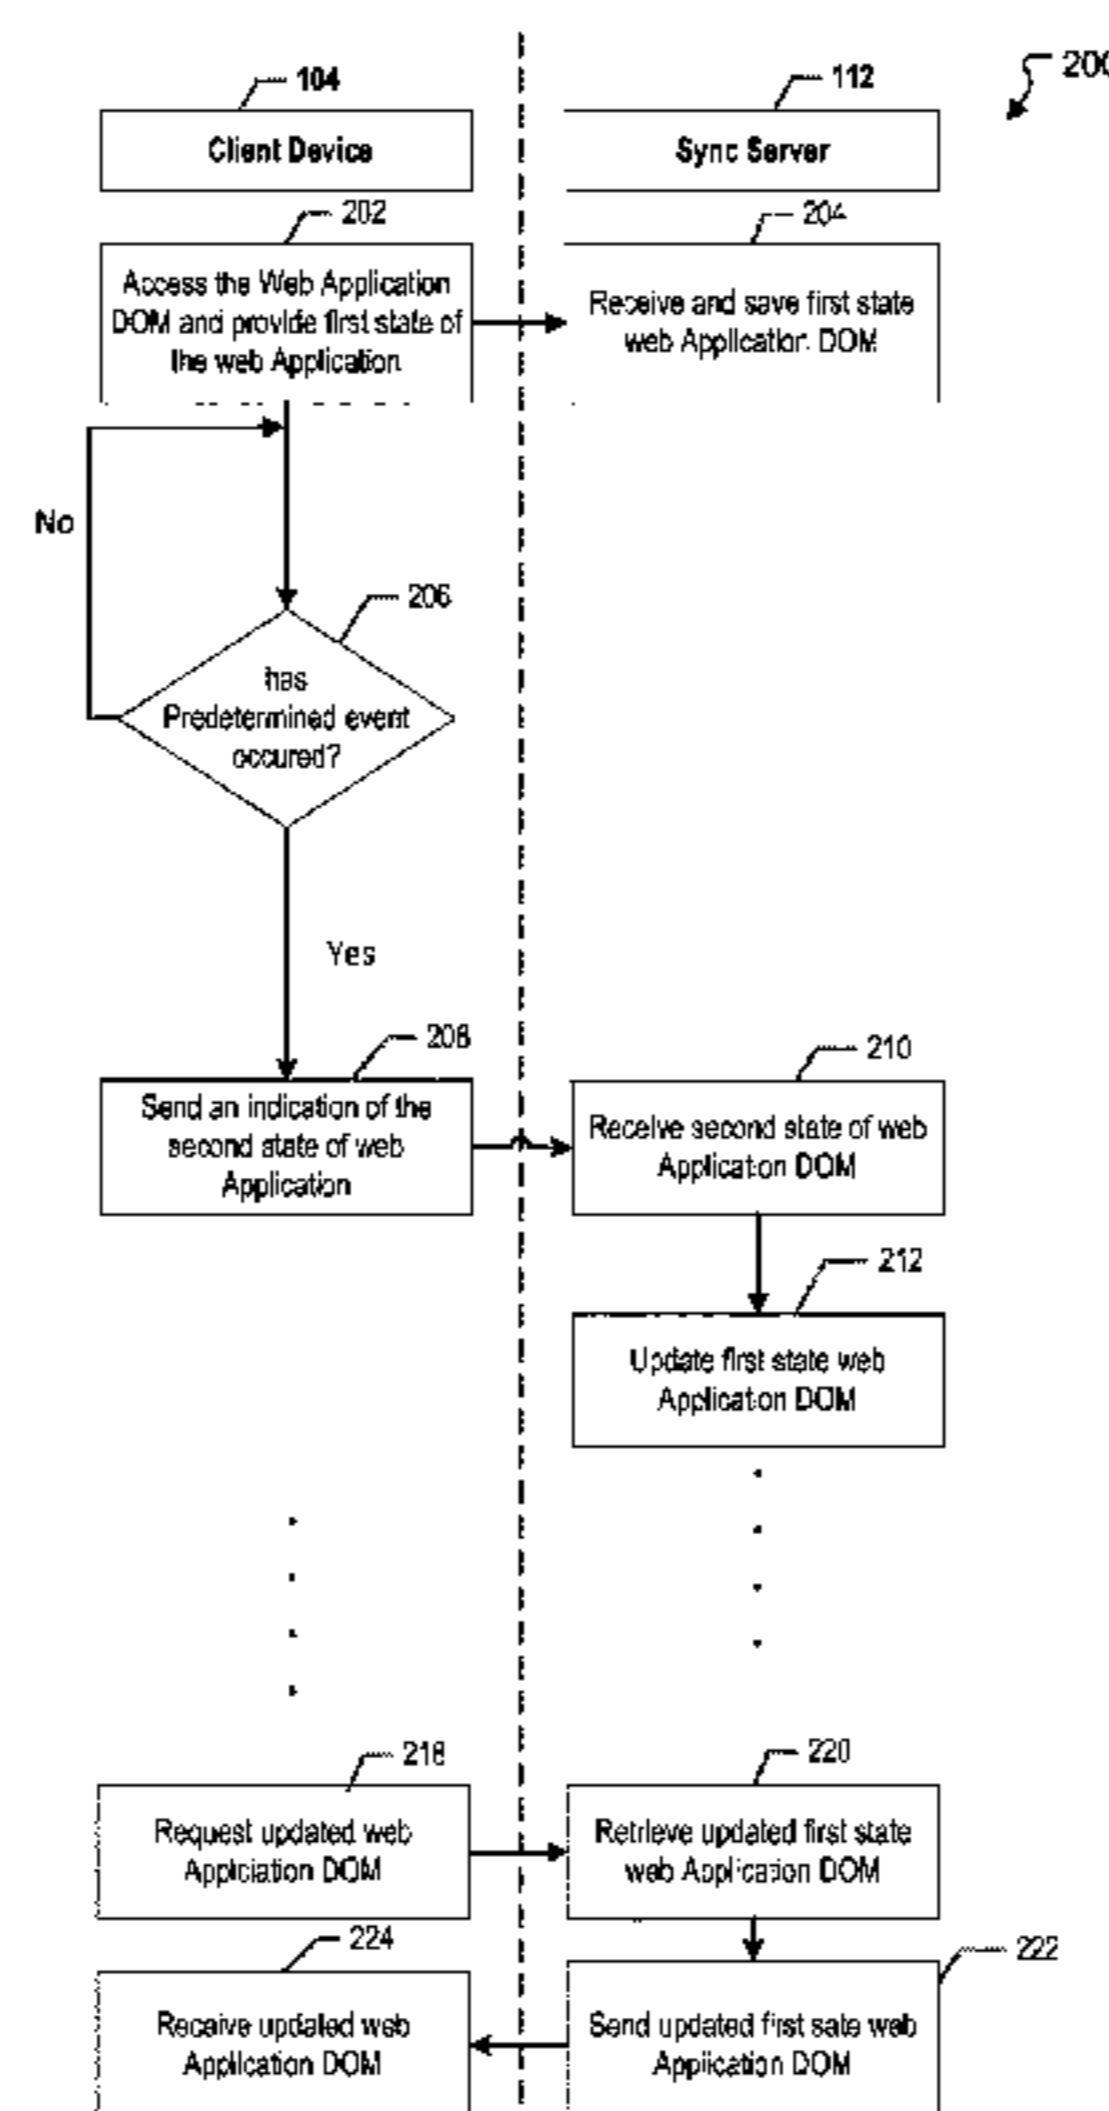 200
104
112
Client Device
Sync Server
202
204
Access the Web Application
DOM and provide first state of
the web Application
Receive and save first state
web Application DOM
No
206
has
Predetermined event
occured?
Yes
208
210
Send an indication of the
second state of web
Application
Receive second state of web
Application DOM
212
Update first state web
Application DOM
218
220
Request updated web
Appiciation DOM
Retrieve updated first state
web Application DOM
224
222
Receive updated web
Application DOM
Send updated first sate web
Application DOM